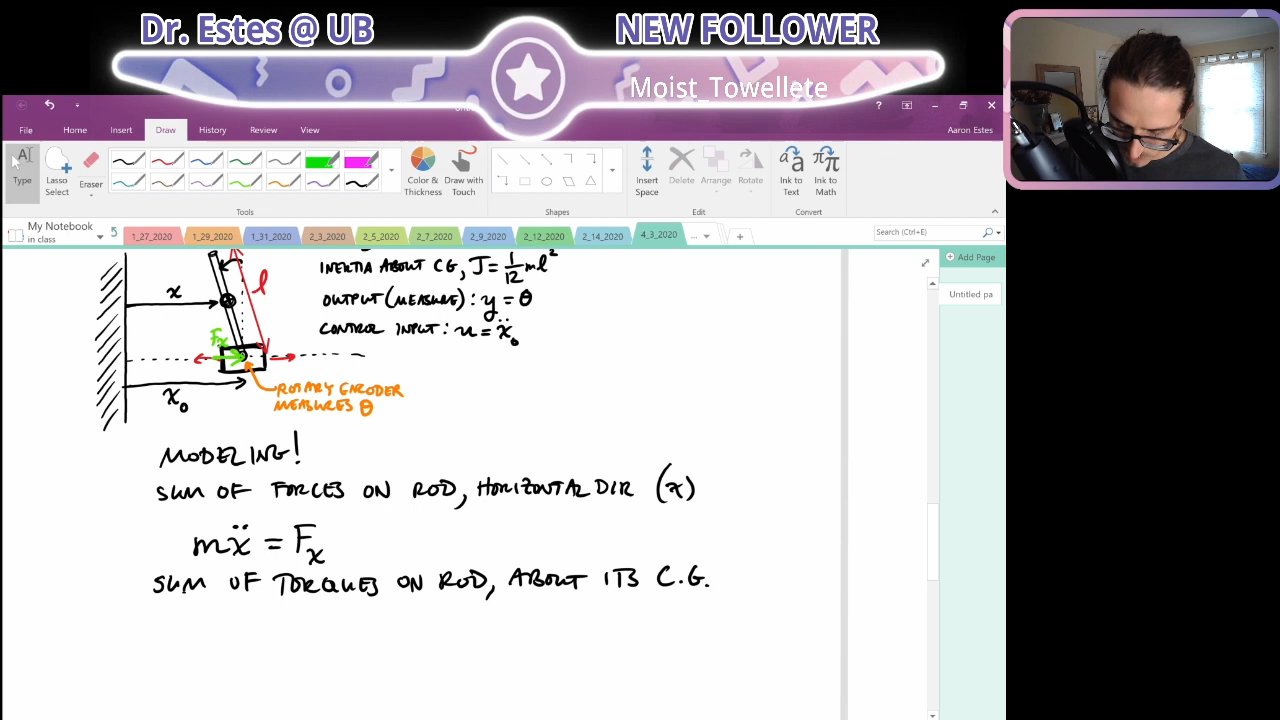 Dr. Estes @ UB
NEW FOLLOWER
Moist_Towellete
Aaron Estes
File Home Insert Draw History Review View
Type
Lasso Select
Eraser
Color & Thickness
Draw with Touch
Insert Space
Delete
Arrange
Rotate
Ink to Text
Ink to Math
Tools
Shapes
Edit
Convert
My Notebook
in class
1_27_2020 1_29_2020 1_31_2020 2_3_2020 2_5_2020 2_7_2020 2_9_2020 2_12_2020 2_14_2020 4_3_2020 ...
Search (Ctrl+E)
Add Page
Untitled pa
INERTIA ABOUT CG, J = 1/12 ml²
OUTPUT (MEASURE): y = θ
CONTROL INPUT: u = ẍ₀
x
l
Fx
x₀
ROTARY ENCODER
MEASURES θ
MODELING!
SUM OF FORCES ON ROD, HORIZONTAL DIR (x)
mẍ = Fx
SUM OF TORQUES ON ROD, ABOUT ITS C.G.